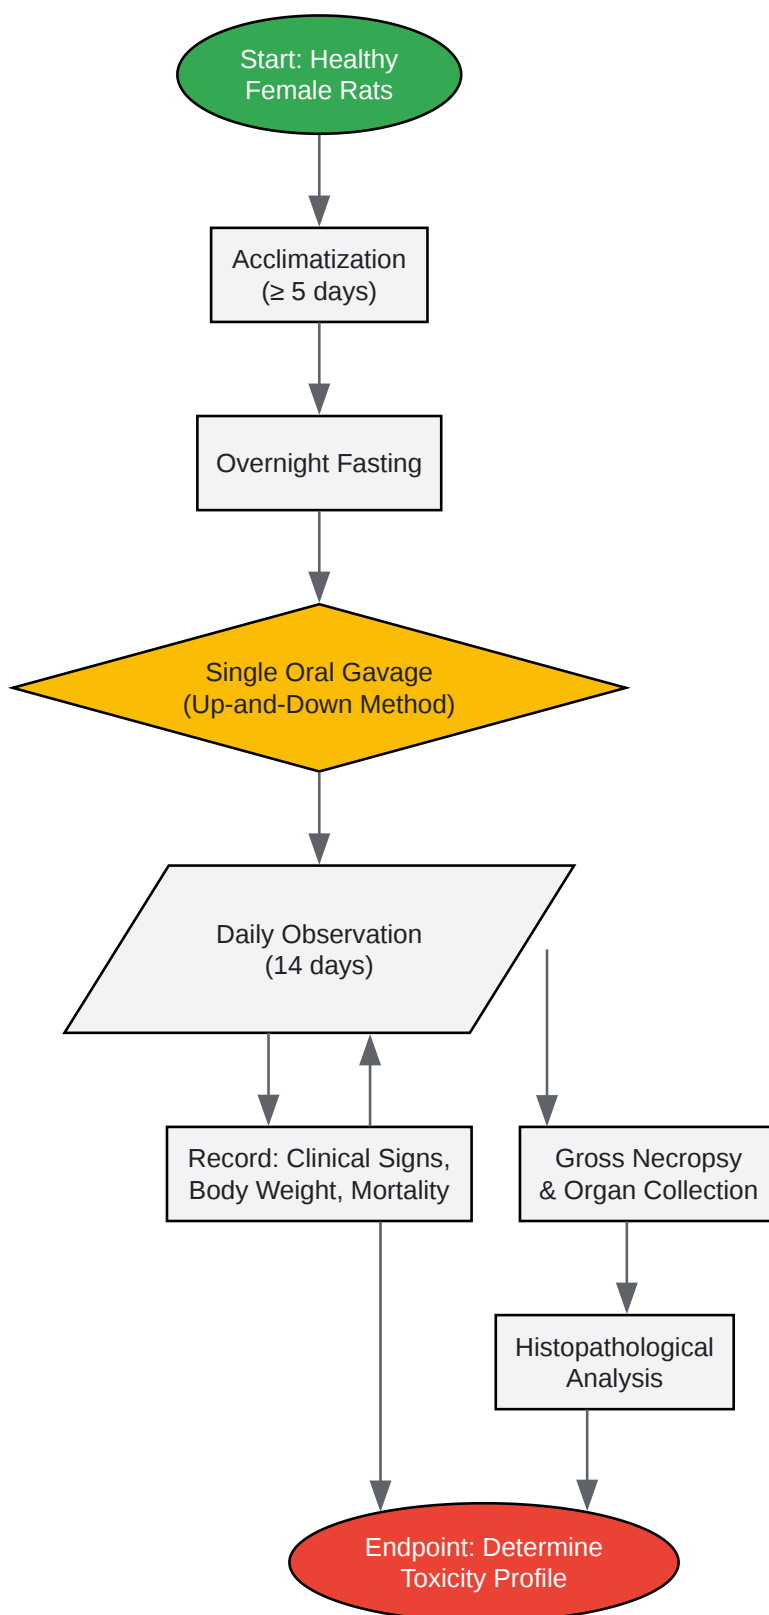 Start: Healthy
Female Rats
Acclimatization
(≥ 5 days)
Overnight Fasting
Single Oral Gavage
(Up-and-Down Method)
Daily Observation
(14 days)
Record: Clinical Signs,
Body Weight, Mortality
Gross Necropsy
& Organ Collection
Histopathological
Analysis
Endpoint: Determine
Toxicity Profile